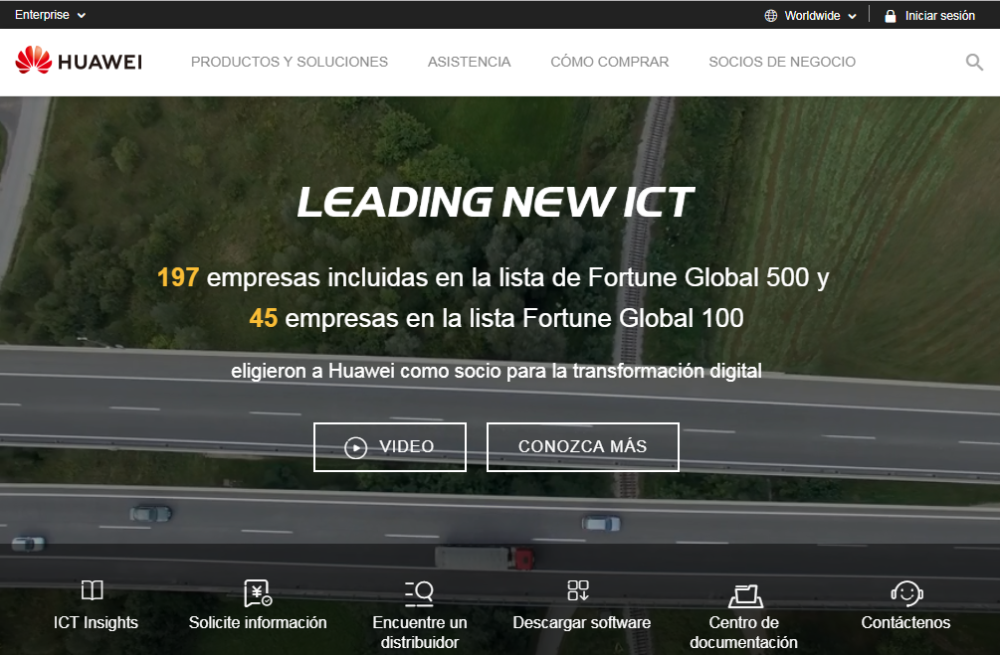 Enterprise
Worldwide
Iniciar sesión
HUAWEI
PRODUCTOS Y SOLUCIONES
ASISTENCIA
CÓMO COMPRAR
SOCIOS DE NEGOCIO
LEADING NEW ICT
197 empresas incluidas en la lista de Fortune Global 500 y
45 empresas en la lista Fortune Global 100
eligieron a Huawei como socio para la transformación digital
VIDEO
CONOZCA MÁS
ICT Insights
¥
Solicite información
Encuentre un
distribuidor
Descargar software
Centro de
documentación
Contáctenos